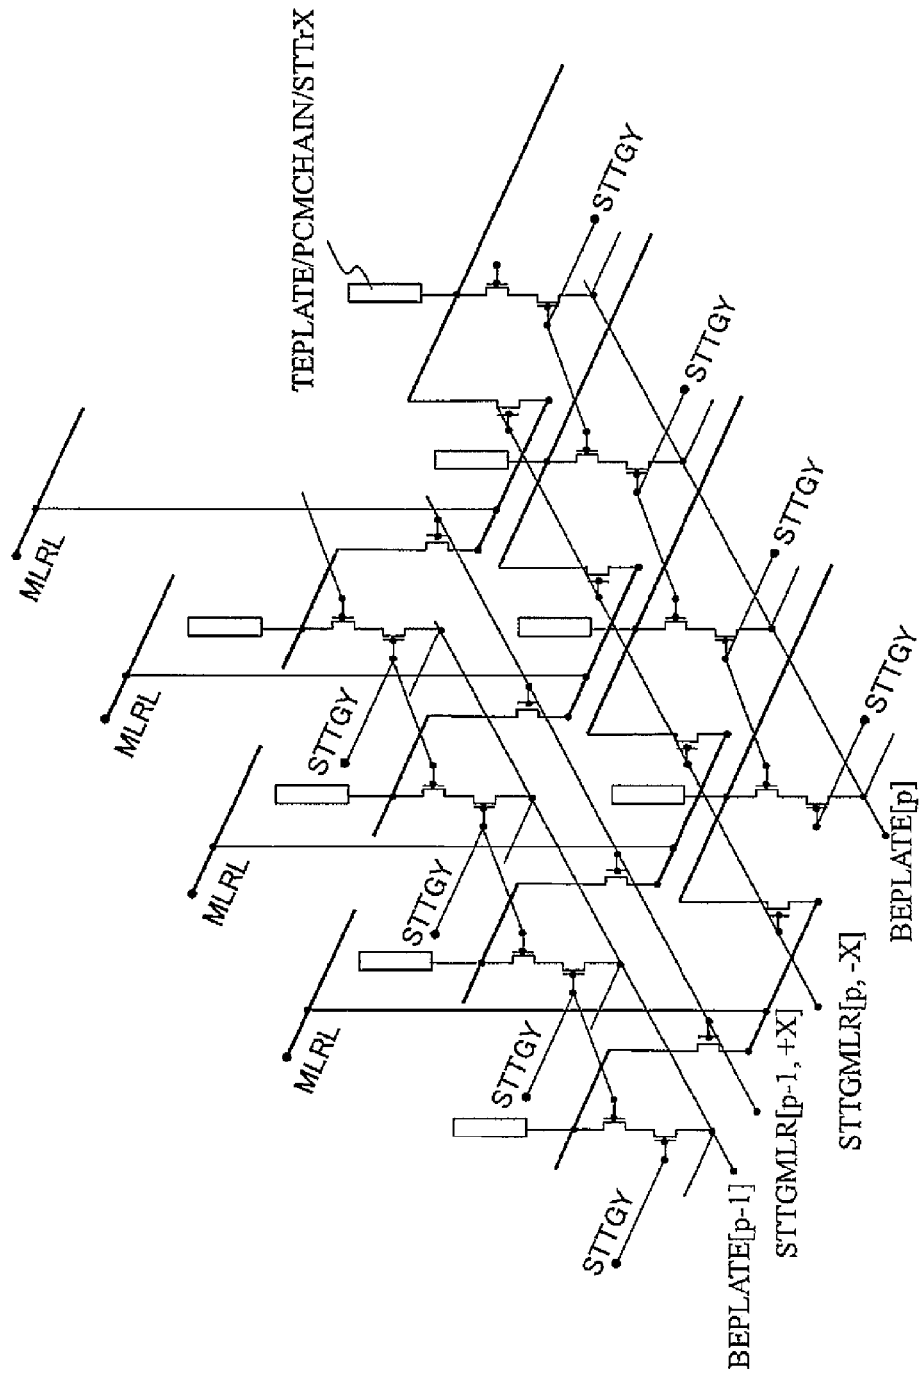 TEPLATE/PCMCHAIN/STTrX
MLRL
MLRL
MLRL
MLRL
STTGY
STTGY
STTGY
STTGY
STTGY
STTGY
STTGY
STTGY
BEPLATE[p]
STTGMLR[p, -X]
STTGMLR[p-1, +X]
BEPLATE[p-1]